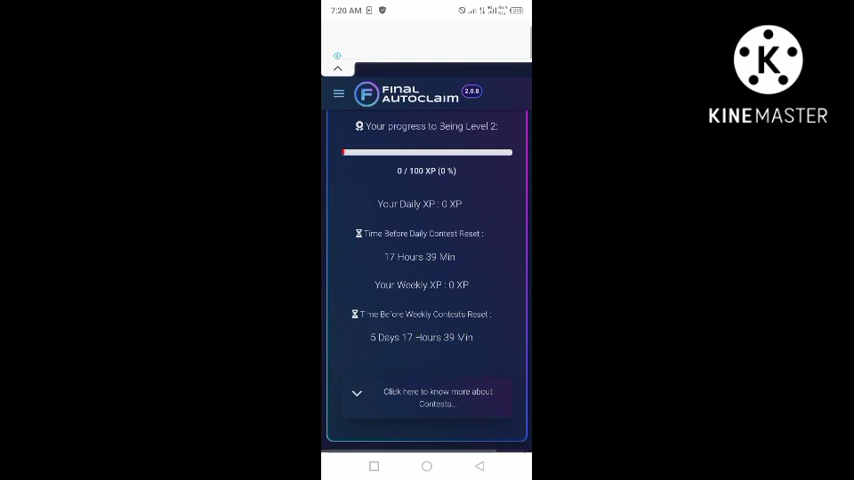 7:20 AM
FINAL
AUTOCLAIM
2.0.0
Your progress to Being Level 2:
0 / 100 XP (0 %)
Your Daily XP : 0 XP
Time Before Daily Contest Reset :
17 Hours 39 Min
Your Weekly XP : 0 XP
Time Before Weekly Contests Reset :
5 Days 17 Hours 39 Min
Click here to know more about
Contests...
K
KINEMASTER